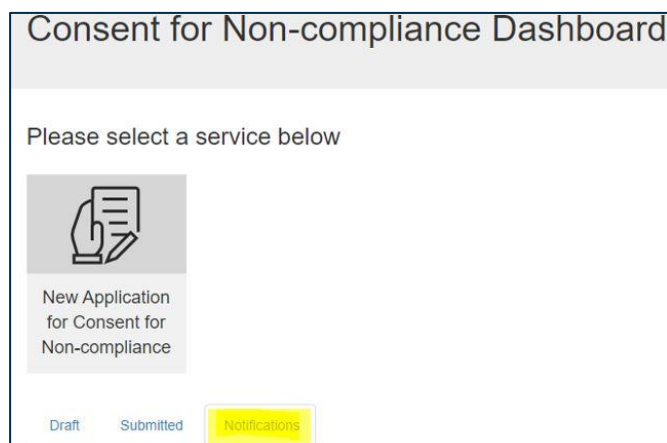 Consent for Non-compliance Dashboard
Please select a service below
New Application
for Consent for
Non-compliance
Draft Submitted Notifications